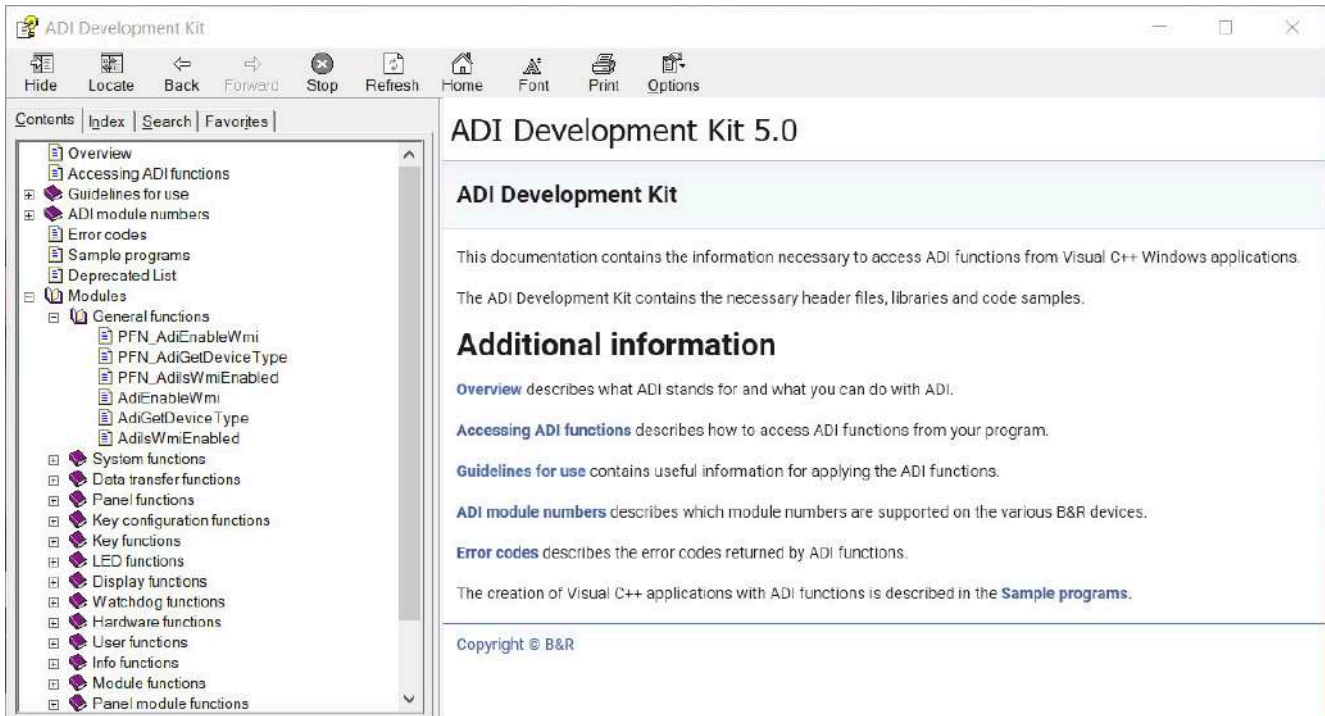 ADI Development Kit
Hide Locate Back Forward Stop Refresh Home Font Print Options
Contents Index Search Favorites
Overview
Accessing ADI functions
Guidelines for use
ADI module numbers
Error codes
Sample programs
Deprecated List
Modules
General functions
PFN_AdiEnableWmi
PFN_AdiGetDeviceType
PFN_AdiIsWmiEnabled
AdiEnableWmi
AdiGetDeviceType
AdiIsWmiEnabled
System functions
Data transfer functions
Panel functions
Key configuration functions
Key functions
LED functions
Display functions
Watchdog functions
Hardware functions
User functions
Info functions
Module functions
Panel module functions
ADI Development Kit 5.0
ADI Development Kit
This documentation contains the information necessary to access ADI functions from Visual C++ Windows applications.
The ADI Development Kit contains the necessary header files, libraries and code samples.
Additional information
Overview describes what ADI stands for and what you can do with ADI.
Accessing ADI functions describes how to access ADI functions from your program.
Guidelines for use contains useful information for applying the ADI functions.
ADI module numbers describes which module numbers are supported on the various B&R devices.
Error codes describes the error codes returned by ADI functions.
The creation of Visual C++ applications with ADI functions is described in the Sample programs.
Copyright © B&R